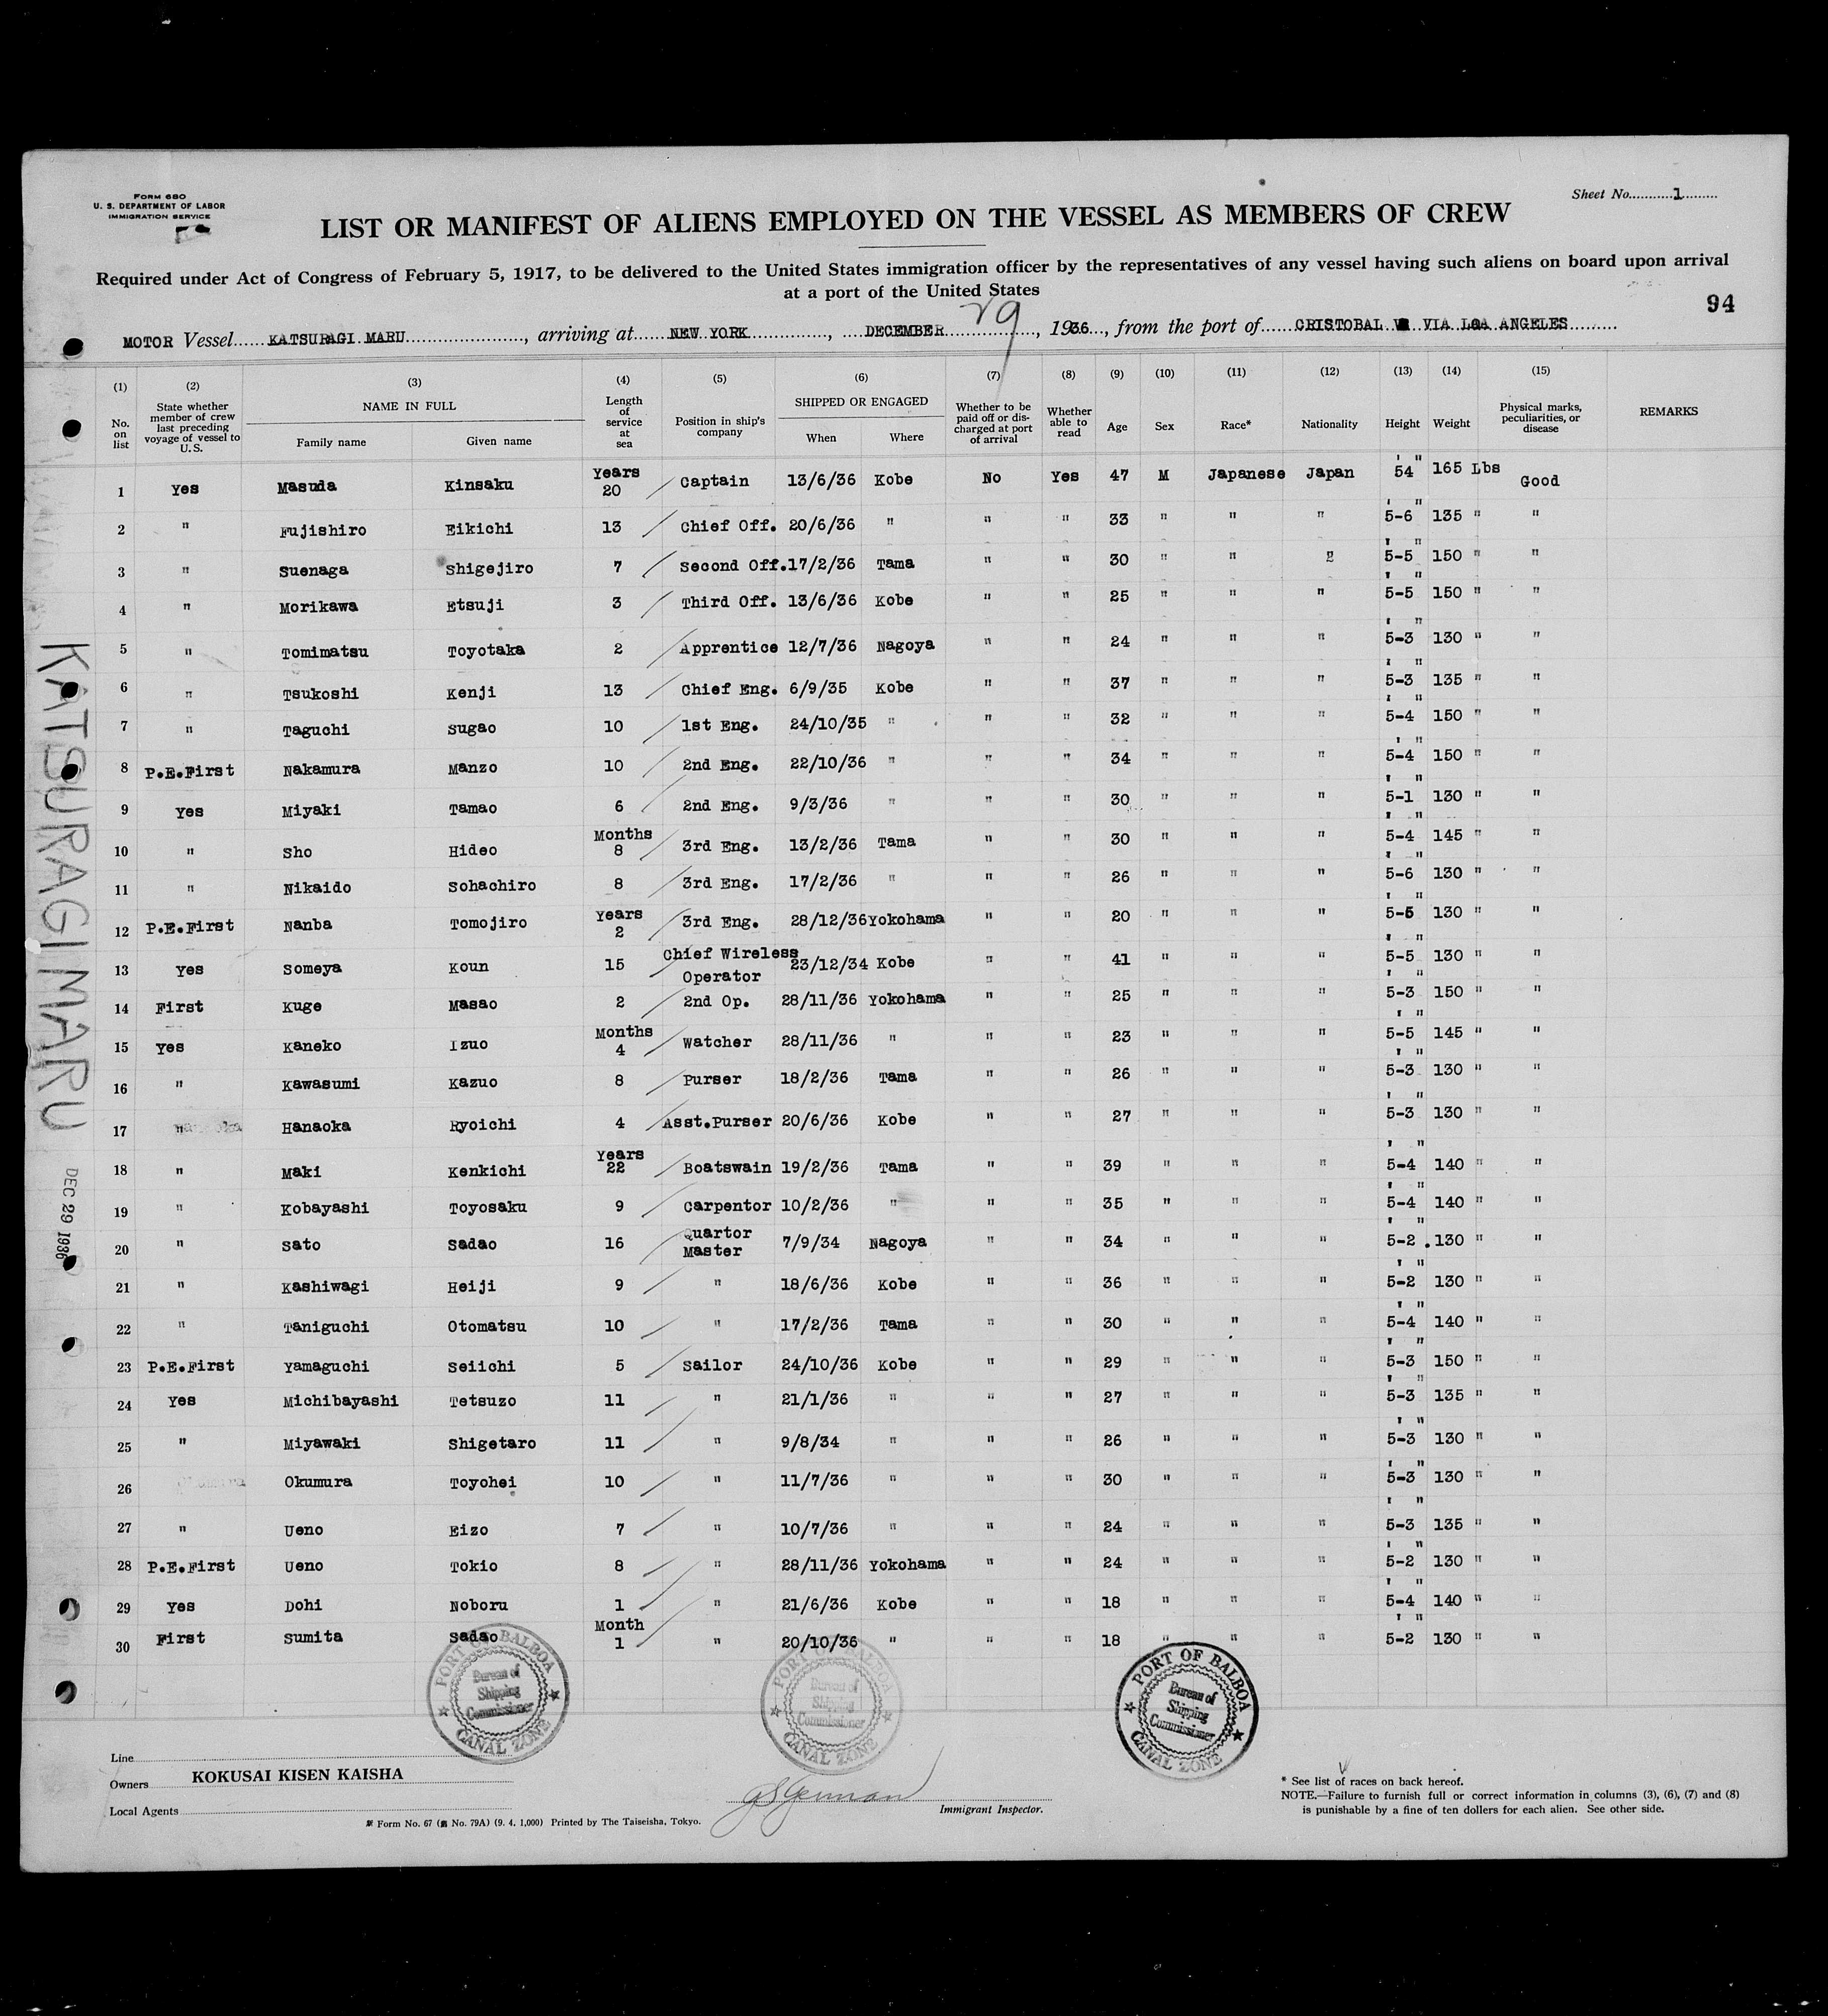 FORM 680
U. S. DEPARTMENT OF LABOR
IMMIGRATION SERVICE
Sheet No. 1
LIST OR MANIFEST OF ALIENS EMPLOYED ON THE VESSEL AS MEMBERS OF CREW
Required under Act of Congress of February 5, 1917, to be delivered to the United States immigration officer by the representatives of any vessel having such aliens on board upon arrival
at a port of the United States
94
MOTOR Vessel KATSURAGI MARU, arriving at NEW YORK, DECEMBER 29, 1936, from the port of CRISTOBAL VIA LOA ANGELES
(1) (2) (3) (4) (5) (6) (7) (8) (9) (10) (11) (12) (13) (14) (15)
No. on list | State whether member of crew last preceding voyage of vessel to U. S. | NAME IN FULL Family name Given name | Length of service at sea | Position in ship's company | SHIPPED OR ENGAGED When Where | Whether to be paid off or discharged at port of arrival | Whether able to read | Age | Sex | Race* | Nationality | Height | Weight | Physical marks, peculiarities, or disease | REMARKS
1 Yes Masuda Kinsaku Years 20 Captain 13/6/36 Kobe No Yes 47 M Japanese Japan 5'4" 165 Lbs Good
2 " Fujishiro Eikichi 13 Chief Off. 20/6/36 " " " 33 " " " 5'-6" 135 " "
3 " Suenaga Shigejiro 7 Second Off. 17/2/36 Tama " " 30 " " " 5'-5" 150 " "
4 " Morikawa Etsuji 3 Third Off. 13/6/36 Kobe " " 25 " " " 5'-5" 150 " "
5 " Tomimatsu Toyotaka 2 Apprentice 12/7/36 Nagoya " " 24 " " " 5'-3" 130 " "
6 " Tsukoshi Kenji 13 Chief Eng. 6/9/35 Kobe " " 37 " " " 5'-3" 135 " "
7 " Taguchi Sugao 10 1st Eng. 24/10/35 " " " 32 " " " 5'-4" 150 " "
8 P.E.First Nakamura Manzo 10 2nd Eng. 22/10/36 " " " 34 " " " 5'-4" 150 " "
9 Yes Miyaki Tamao 6 2nd Eng. 9/3/36 " " " 30 " " " 5'-1" 130 " "
10 " Sho Hideo Months 8 3rd Eng. 13/2/36 Tama " " 30 " " " 5'-4" 145 " "
11 " Nikaido Sohachiro 8 3rd Eng. 17/2/36 " " " 26 " " " 5'-6" 130 " "
12 P.E.First Nanba Tomojiro Years 2 3rd Eng. 28/12/36 Yokohama " " 20 " " " 5'-5" 130 " "
13 Yes Someya Koun 15 Chief Wireless Operator 23/12/34 Kobe " " 41 " " " 5'-5" 130 " "
14 First Kuge Masao 2 2nd Op. 28/11/36 Yokohama " " 25 " " " 5'-3" 150 " "
15 Yes Kaneko Izuo Months 4 Watcher 28/11/36 " " " 23 " " " 5'-5" 145 " "
16 " Kawasumi Kazuo 8 Purser 18/2/36 Tama " " 26 " " " 5'-3" 130 " "
17 " Hanaoka Ryoichi 4 Asst.Purser 20/6/36 Kobe " " 27 " " " 5'-3" 130 " "
18 " Maki Kenkichi Years 22 Boatswain 19/2/36 Tama " " 39 " " " 5'-4" 140 " "
19 " Kobayashi Toyosaku 9 Carpentor 10/2/36 " " " 35 " " " 5'-4" 140 " "
20 " Sato Sadao 16 Quartor Master 7/9/34 Nagoya " " 34 " " " 5'-2" 130 " "
21 " Kashiwagi Heiji 9 " 18/6/36 Kobe " " 36 " " " 5'-2" 130 " "
22 " Taniguchi Otomatsu 10 " 17/2/36 Tama " " 30 " " " 5'-4" 140 " "
23 P.E.First Yamaguchi Seiichi 5 Sailor 24/10/36 Kobe " " 29 " " " 5'-3" 150 " "
24 Yes Michibayashi Tetsuzo 11 " 21/1/36 " " " 27 " " " 5'-3" 135 " "
25 " Miyawaki Shigetaro 11 " 9/8/34 " " " 26 " " " 5'-3" 130 " "
26 Okumura Toyohei 10 " 11/7/36 " " " 30 " " " 5'-3" 130 " "
27 " Ueno Eizo 7 " 10/7/36 " " " 24 " " " 5'-3" 135 " "
28 P.E.First Ueno Tokio 8 " 28/11/36 Yokohama " " 24 " " " 5'-2" 130 " "
29 Yes Dohi Noboru 1 " 21/6/36 Kobe " " 18 " " " 5'-4" 140 " "
30 First Sumita Sadao Month 1 " 20/10/36 " " " 18 " " " 5'-2" 130 " "
KATSURAGI MARU
DEC 29 1936
PORT OF BALBOA Bureau of Shipping Commissioner CANAL ZONE
PORT OF BALBOA Bureau of Shipping Commissioner CANAL ZONE
PORT OF BALBOA Bureau of Shipping Commissioner CANAL ZONE
Line
Owners KOKUSAI KISEN KAISHA
Local Agents
Immigrant Inspector.
Form No. 67 ( No. 79A) (9. 4. 1,000) Printed by The Taiseisha, Tokyo.
* See list of races on back hereof.
NOTE.—Failure to furnish full or correct information in columns (3), (6), (7) and (8)
is punishable by a fine of ten dollars for each alien. See other side.